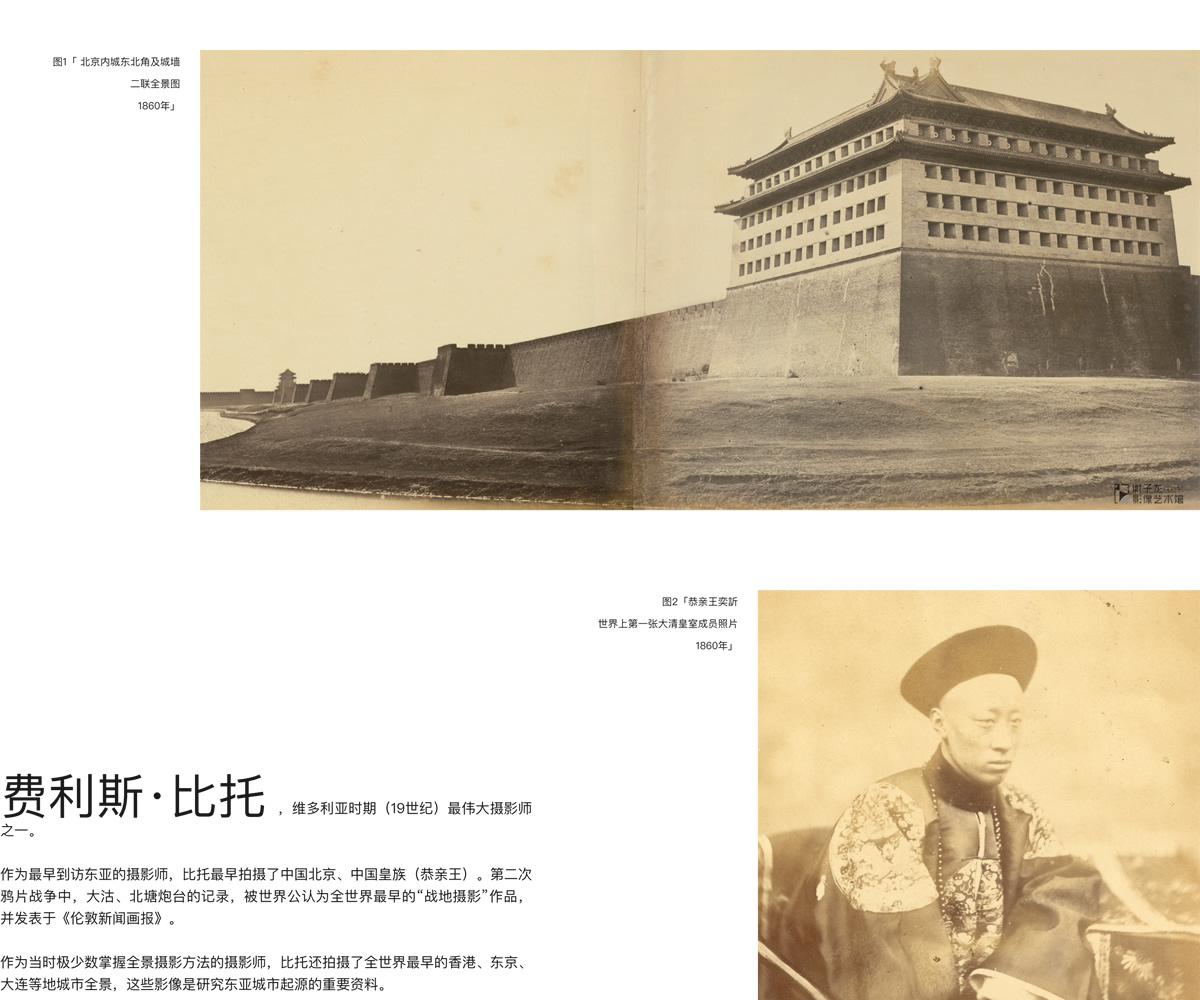 图1「 北京内城东北角及城墙
二联全景图
1860年」
谢子龙
影像艺术馆
图2「恭亲王奕訢
世界上第一张大清皇室成员照片
1860年」
费利斯·比托 ，维多利亚时期（19世纪）最伟大摄影师
之一。
作为最早到访东亚的摄影师，比托最早拍摄了中国北京、中国皇族（恭亲王）。第二次
鸦片战争中，大沽、北塘炮台的记录，被世界公认为全世界最早的“战地摄影”作品，
并发表于《伦敦新闻画报》。
作为当时极少数掌握全景摄影方法的摄影师，比托还拍摄了全世界最早的香港、东京、
大连等地城市全景，这些影像是研究东亚城市起源的重要资料。